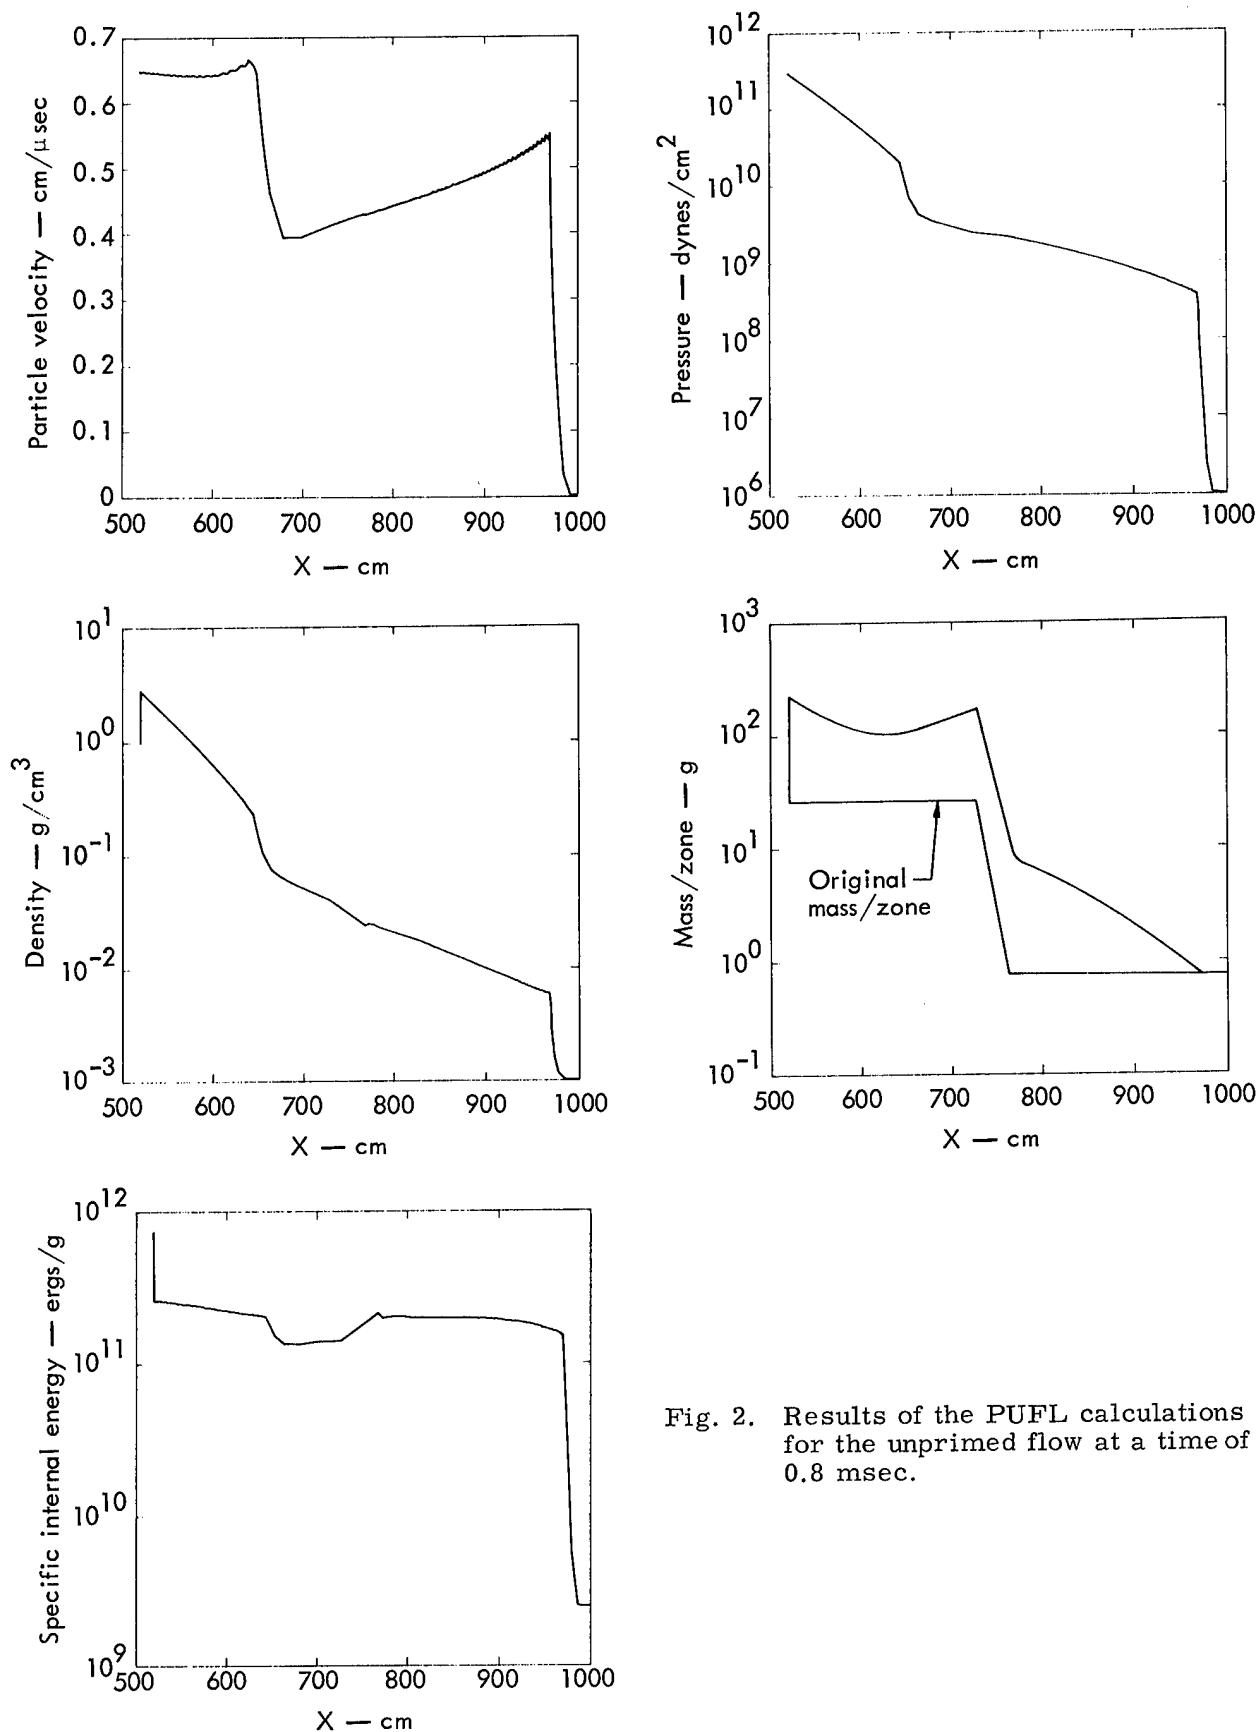 0.7
0.6
0.5
0.4
0.3
0.2
0.1
0
Particle velocity — cm/μsec
500 600 700 800 900 1000
X — cm
10^12
10^11
10^10
10^9
10^8
10^7
10^6
Pressure — dynes/cm^2
500 600 700 800 900 1000
X — cm
10^1
10^0
10^-1
10^-2
10^-3
Density — g/cm^3
500 600 700 800 900 1000
X — cm
10^3
10^2
10^1
10^0
10^-1
Mass/zone — g
Original
mass/zone
500 600 700 800 900 1000
X — cm
10^12
10^11
10^10
10^9
Specific internal energy — ergs/g
500 600 700 800 900 1000
X — cm
Fig. 2. Results of the PUFL calculations
for the unprimed flow at a time of
0.8 msec.